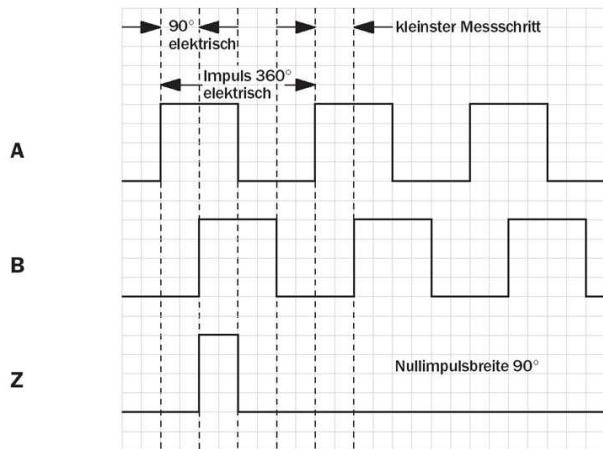 90°
elektrisch
kleinster Messschritt
Impuls 360°
elektrisch
A
B
Z
Nullimpulsbreite 90°